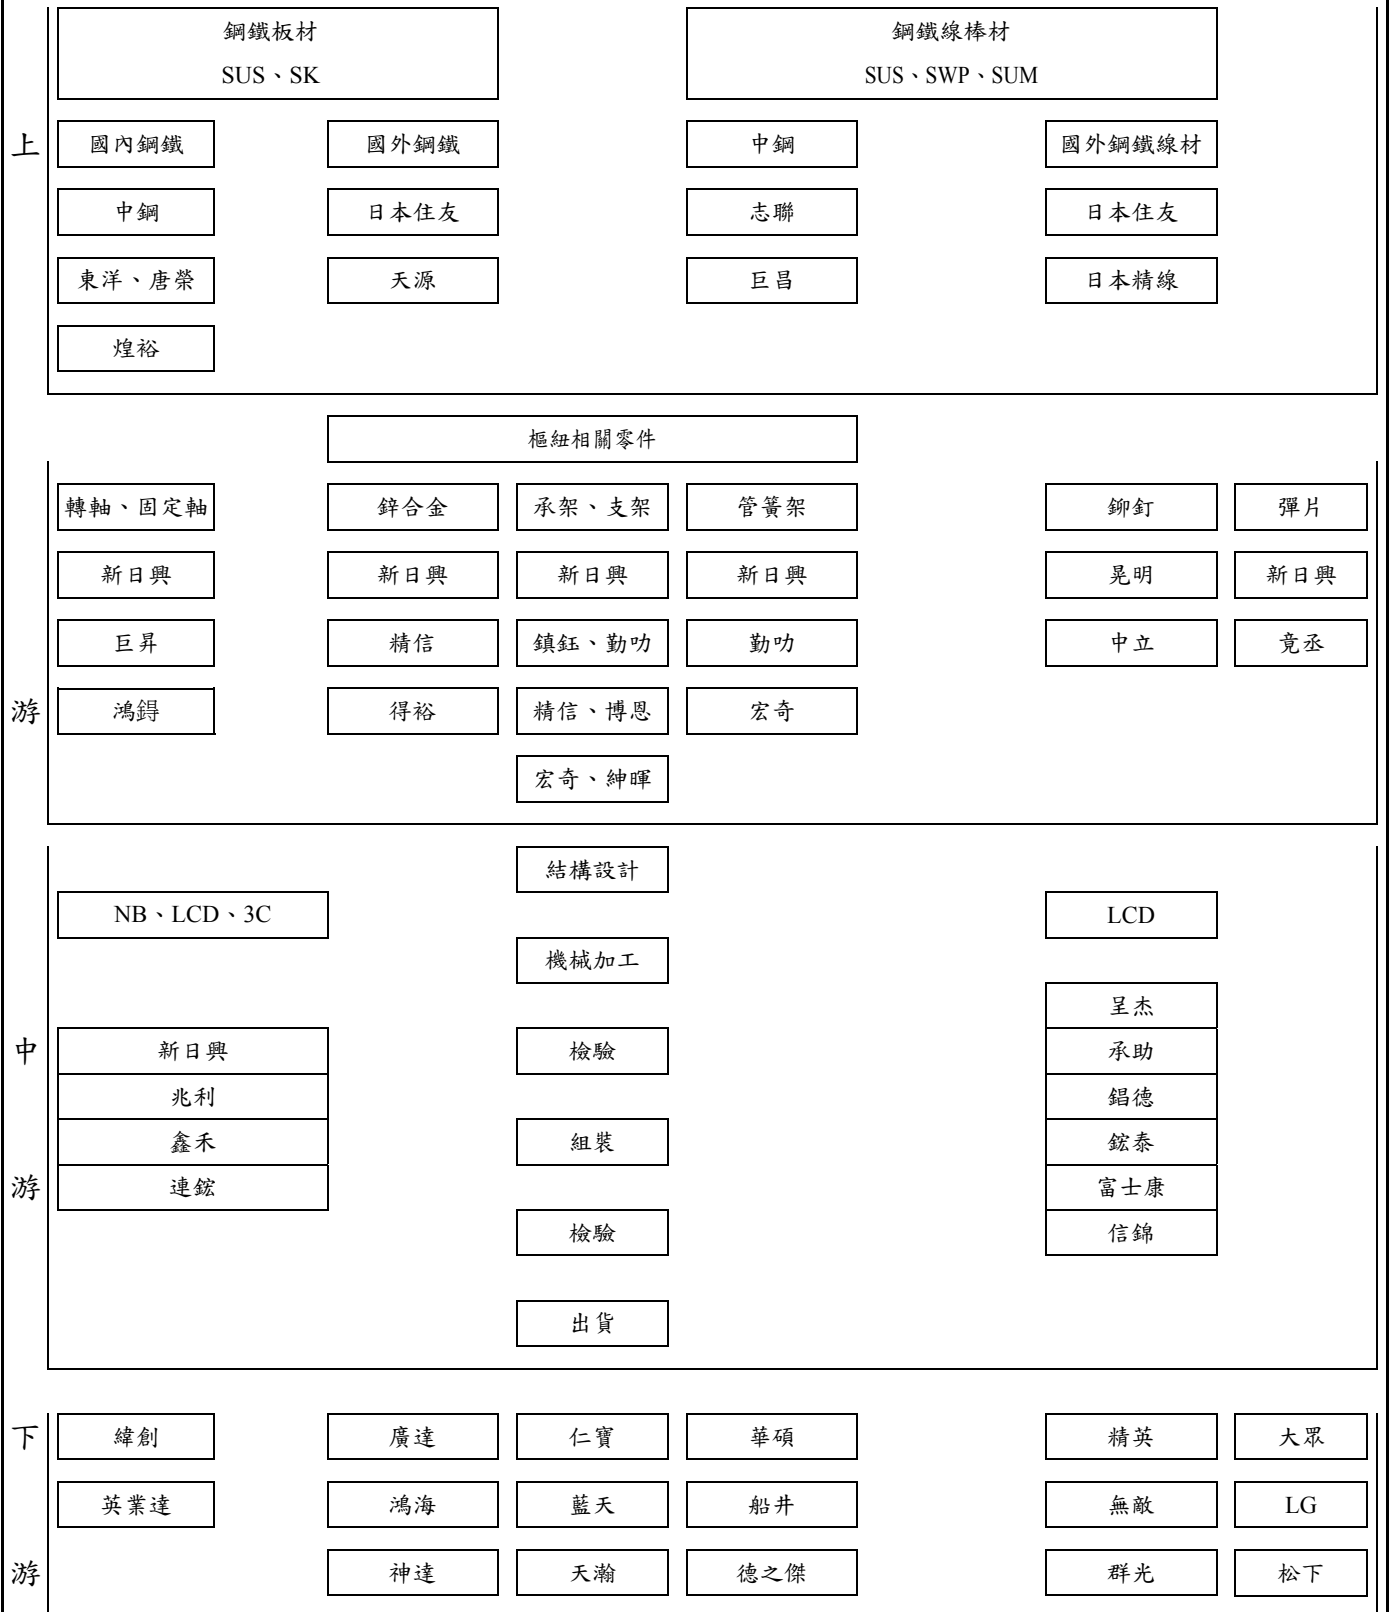 鋼鐵板材
SUS、SK
鋼鐵線棒材
SUS、SWP、SUM
上
國內鋼鐵
國外鋼鐵
中鋼
國外鋼鐵線材
中鋼
日本住友
志聯
日本住友
東洋、唐榮
天源
巨昌
日本精線
煌裕
樞紐相關零件
轉軸、固定軸
鋅合金
承架、支架
管簧架
鉚釘
彈片
新日興
新日興
新日興
新日興
晃明
新日興
巨昇
精信
鎮鈺、勤叻
勤叻
中立
竟丞
游
鴻鍀
得裕
精信、博恩
宏奇
宏奇、紳暉
結構設計
NB、LCD、3C
LCD
機械加工
呈杰
中
新日興
檢驗
承助
兆利
錩德
鑫禾
組裝
鋐泰
游
連鋐
富士康
檢驗
信錦
出貨
下
緯創
廣達
仁寶
華碩
精英
大眾
英業達
鴻海
藍天
船井
無敵
LG
游
神達
天瀚
德之傑
群光
松下